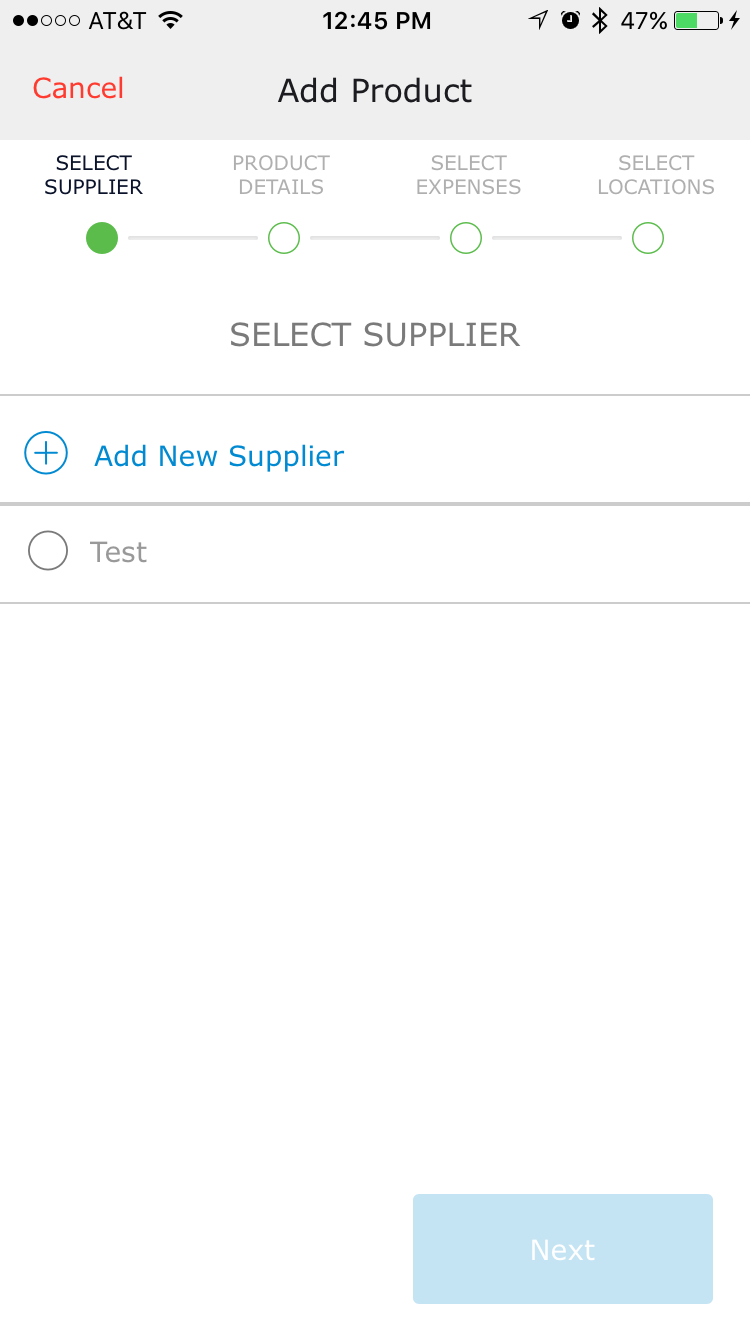 AT&T 12:45 PM 47%
Cancel Add Product
SELECT SUPPLIER
PRODUCT DETAILS
SELECT EXPENSES
SELECT LOCATIONS
SELECT SUPPLIER
Add New Supplier
Test
Next